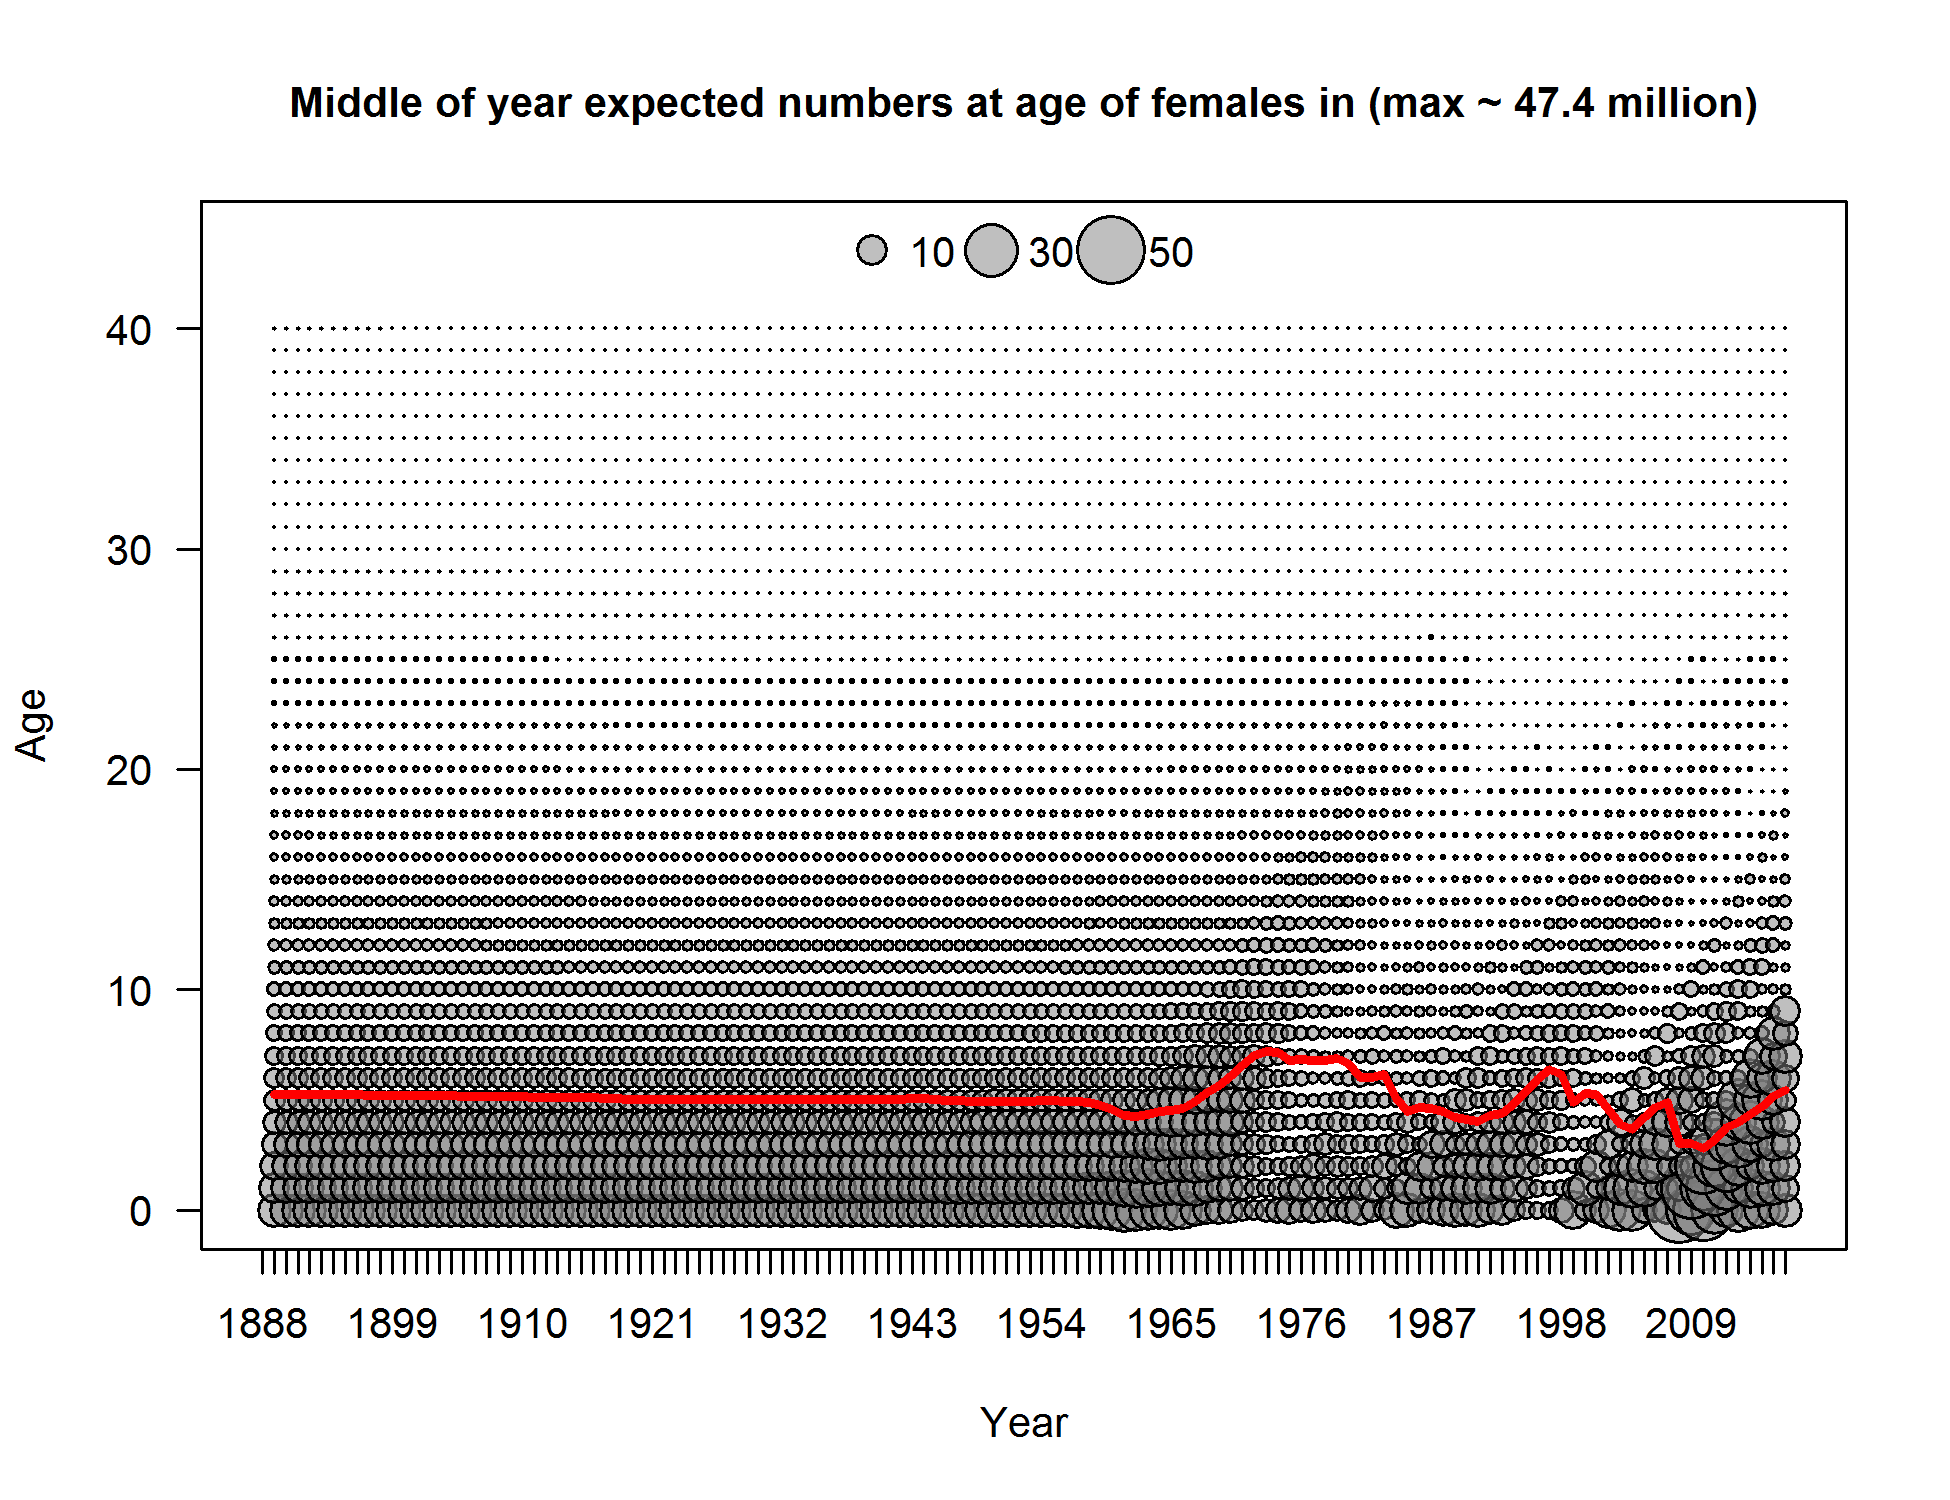 Middle of year expected numbers at age of females in (max ~ 47.4 million)
10 30 50
40
30
20
10
0
Age
1888 1899 1910 1921 1932 1943 1954 1965 1976 1987 1998 2009
Year